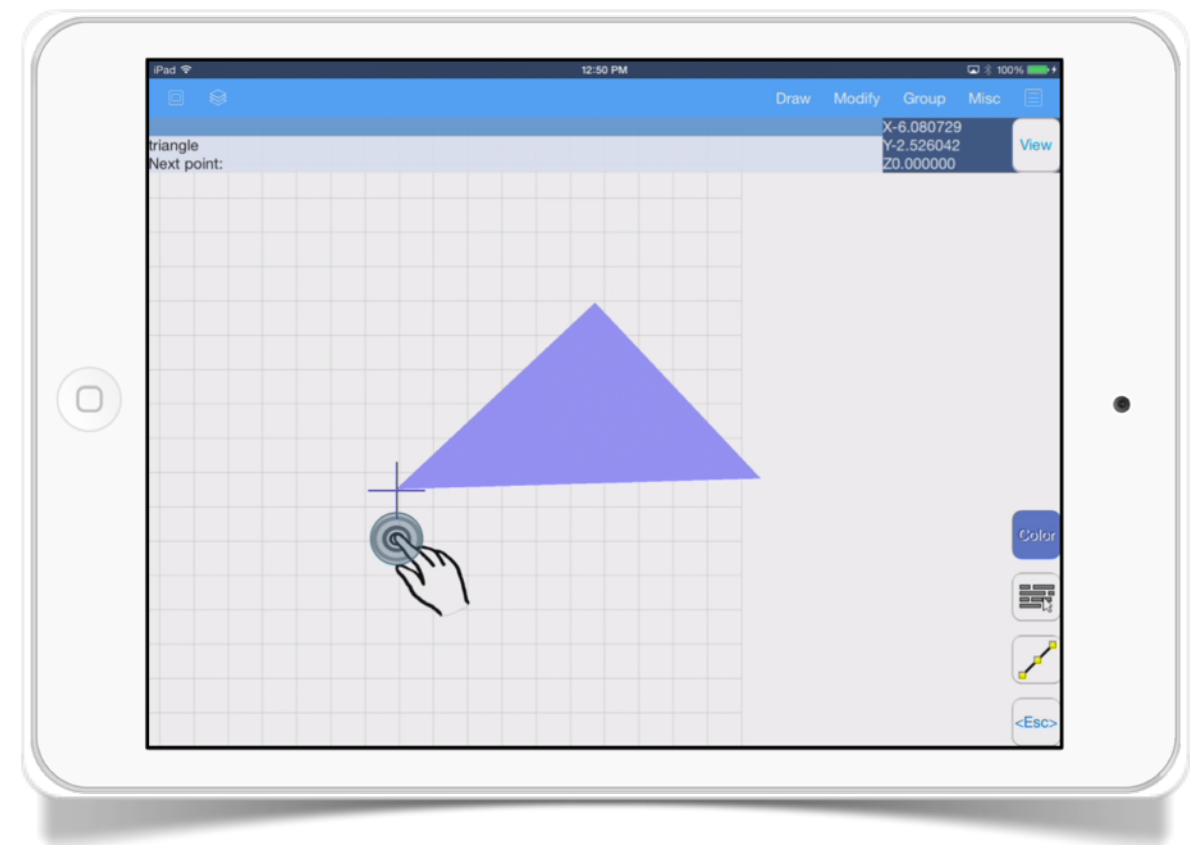 iPad 12:50 PM 100%
Draw Modify Group Misc
triangle
Next point:
X-6.080729
Y-2.526042
Z0.000000
View
Color
<Esc>